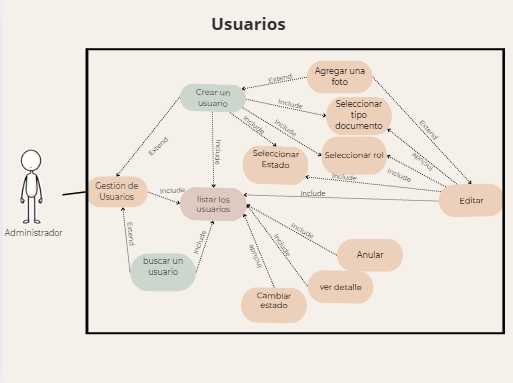 Usuarios
Agregar una
foto
Extend
Crear un
usuario
Include
Seleccionar
tipo
documento
Extend
Include
Include
Extend
Include
Seleccionar
Estado
Seleccionar rol
Include
Include
Include
Gestión de
Usuarios
Include
listar los
usuarios
Include
Editar
Administrador
Extend
Include
Include
Include
Include
buscar un
usuario
Anular
ver detalle
Cambiar
estado